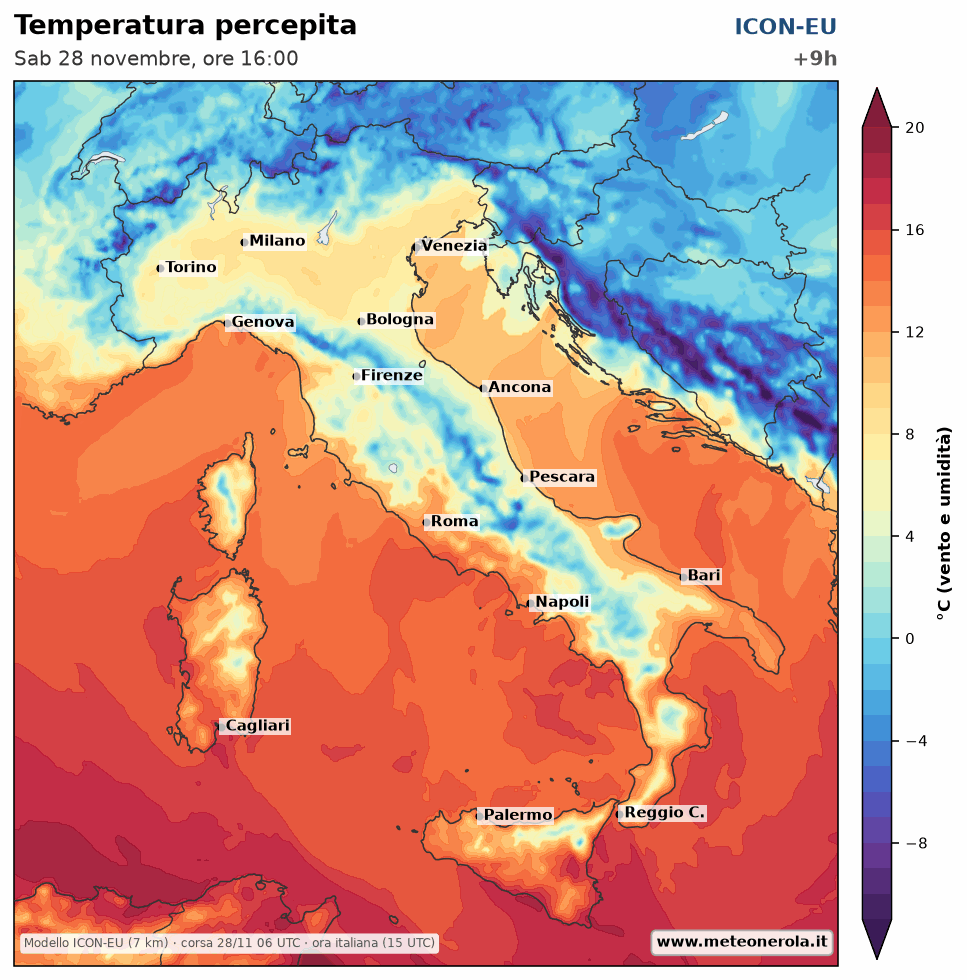 Temperatura percepita
ICON-EU
Sab 28 novembre, ore 16:00
+9h
Milano
Venezia
Torino
Genova
Bologna
Firenze
Ancona
Pescara
Roma
Bari
Napoli
Cagliari
Palermo
Reggio C.
20
16
12
8
4
0
−4
−8
°C (vento e umidità)
Modello ICON-EU (7 km) · corsa 28/11 06 UTC · ora italiana (15 UTC)
www.meteonerola.it